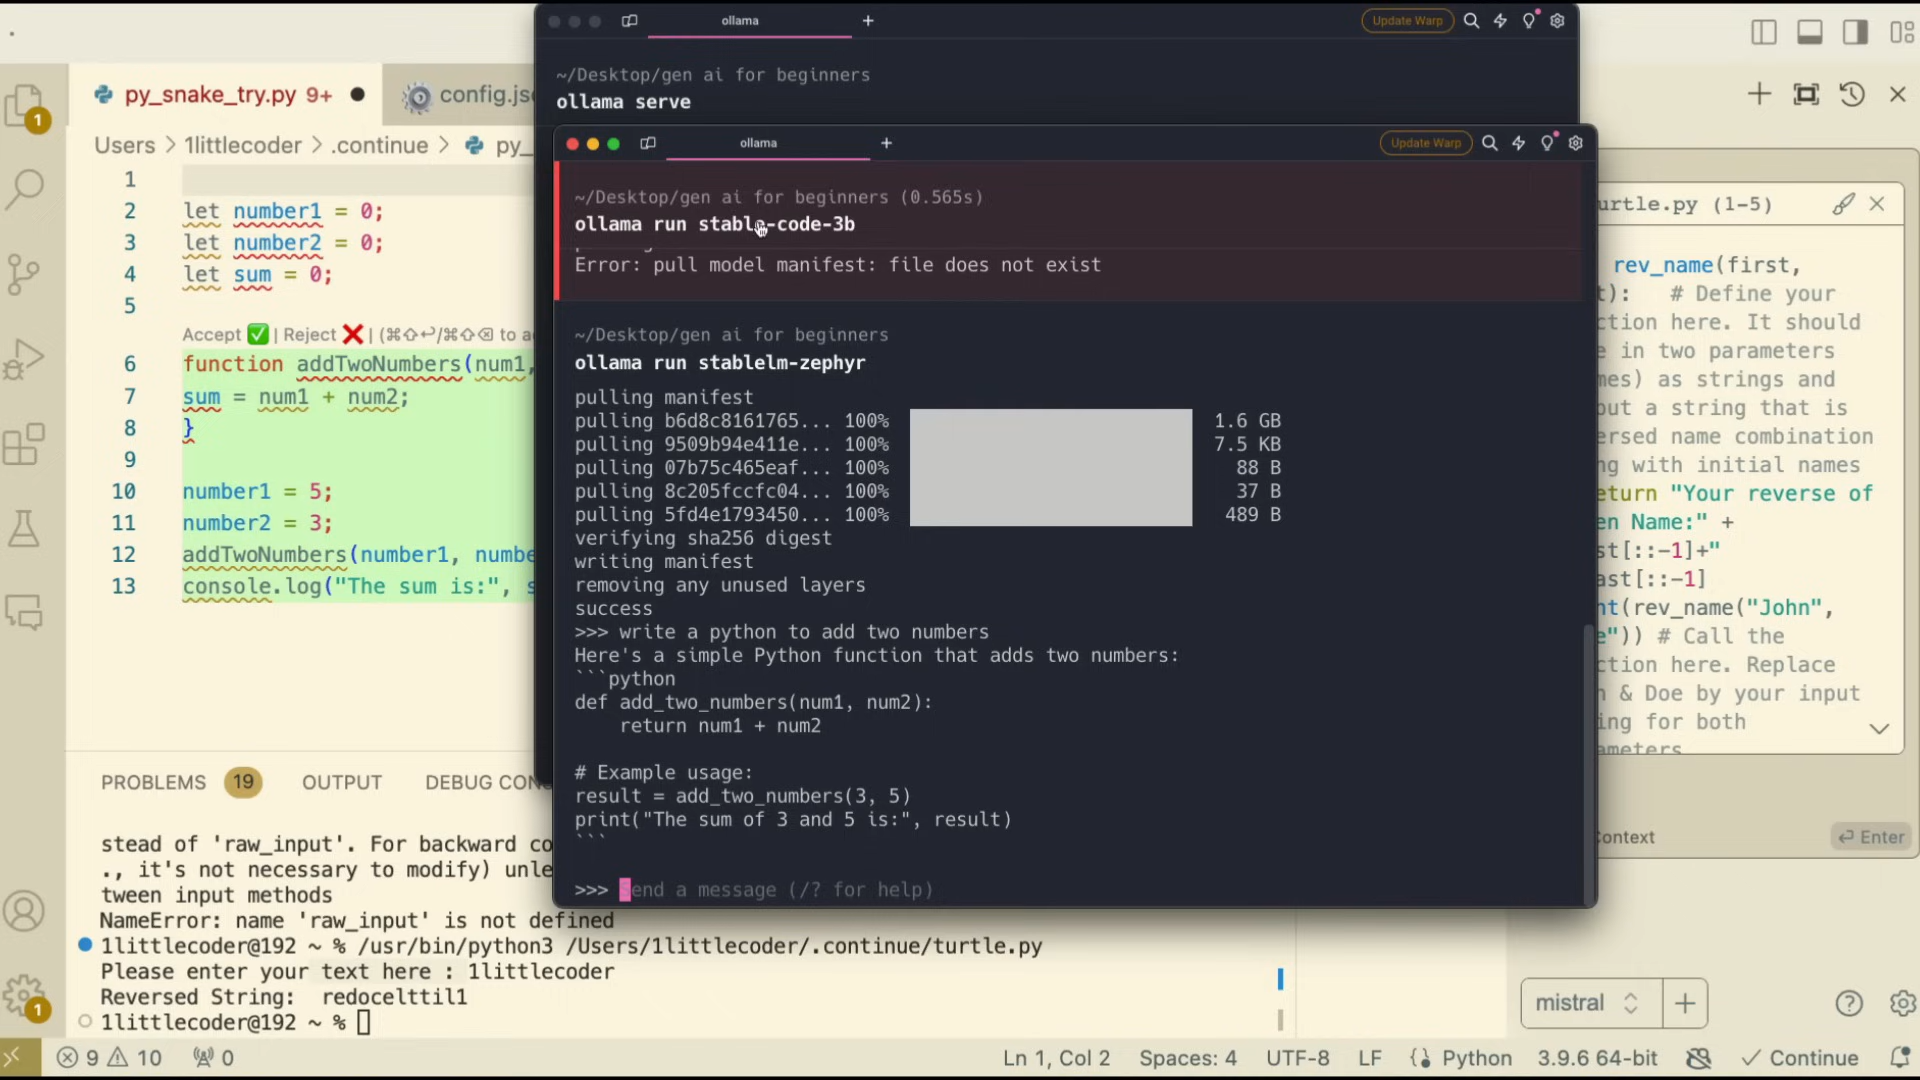 ollama
+
Update Warp
~/Desktop/gen ai for beginners
ollama serve
ollama
+
Update Warp
~/Desktop/gen ai for beginners (0.565s)
ollama run stable-code-3b
Error: pull model manifest: file does not exist
~/Desktop/gen ai for beginners
ollama run stablelm-zephyr
pulling manifest
pulling b6d8c8161765... 100% 1.6 GB
pulling 9509b94e411e... 100% 7.5 KB
pulling 07b75c465eaf... 100% 88 B
pulling 8c205fccfc04... 100% 37 B
pulling 5fd4e1793450... 100% 489 B
verifying sha256 digest
writing manifest
removing any unused layers
success
>>> write a python to add two numbers
Here's a simple Python function that adds two numbers:
```python
def add_two_numbers(num1, num2):
    return num1 + num2
# Example usage:
result = add_two_numbers(3, 5)
print("The sum of 3 and 5 is:", result)
```
>>> Send a message (/? for help)
py_snake_try.py 9+ ●
config.js
1
Users > 1littlecoder > .continue > py_
1
2 let number1 = 0;
3 let number2 = 0;
4 let sum = 0;
5
Accept ✅ | Reject ❌ | (⌘⇧↩/⌘⇧⌫ to a
6 function addTwoNumbers(num1,
7 sum = num1 + num2;
8 }
9
10 number1 = 5;
11 number2 = 3;
12 addTwoNumbers(number1, numbe
13 console.log("The sum is:", s
PROBLEMS 19 OUTPUT DEBUG CON
stead of 'raw_input'. For backward co
., it's not necessary to modify) unle
tween input methods
NameError: name 'raw_input' is not defined
1littlecoder@192 ~ % /usr/bin/python3 /Users/1littlecoder/.continue/turtle.py
Please enter your text here : 1littlecoder
Reversed String:  redocelttil1
1littlecoder@192 ~ %
1
urtle.py (1-5)
rev_name(first,
t):   # Define your
ction here. It should
e in two parameters
mes) as strings and
put a string that is
ersed name combination
ng with initial names
eturn "Your reverse of
en Name:" +
st[::-1]+"
ast[::-1]
nt(rev_name("John",
e")) # Call the
ction here. Replace
n & Doe by your input
ing for both
ameters
Context
⏎ Enter
mistral
+
9 10 0
Ln 1, Col 2
Spaces: 4
UTF-8
LF
Python
3.9.6 64-bit
✓ Continue